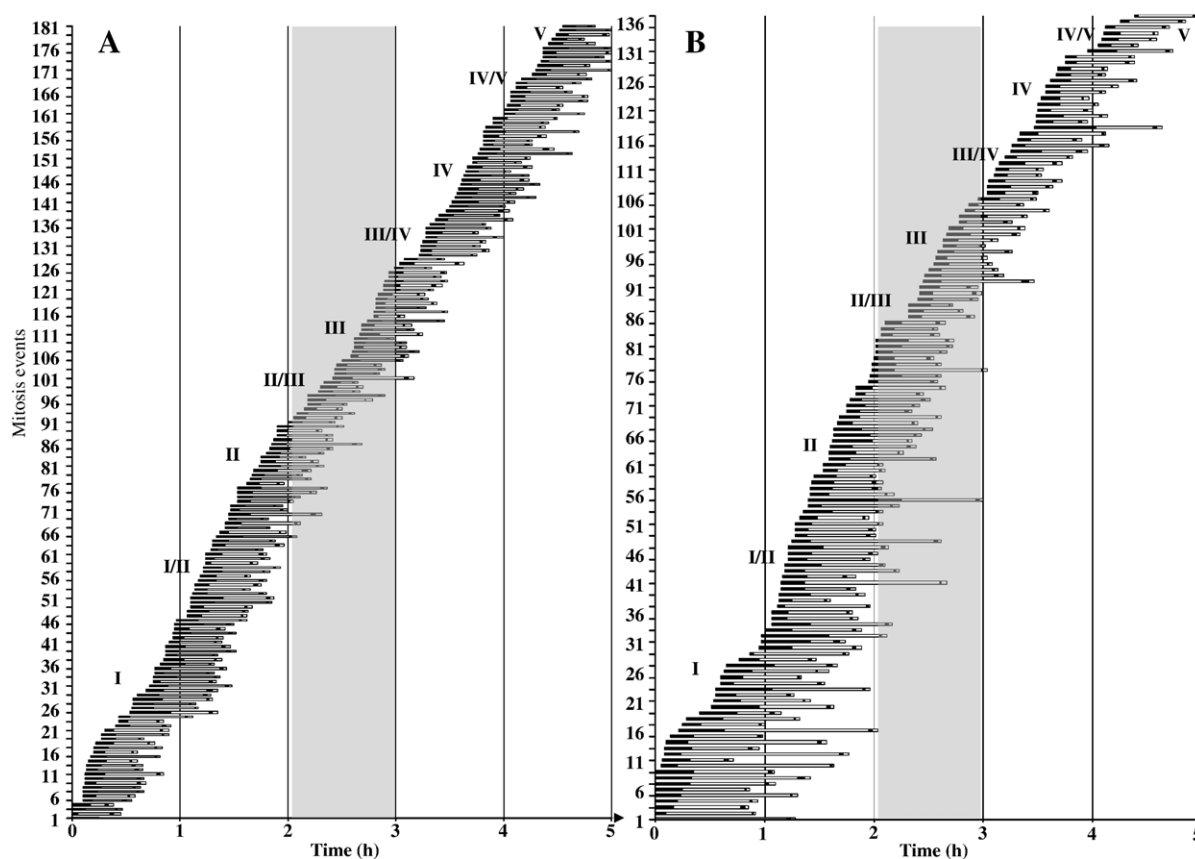 A
B
Mitosis events
181
176
171
166
161
156
151
146
141
136
131
126
121
116
111
106
101
96
91
86
81
76
71
66
61
56
51
46
41
36
31
26
21
16
11
6
1
I
I/II
II
II/III
III
III/IV
IV
IV/V
V
0 1 2 3 4 5
Time (h)
136
131
126
121
116
111
106
101
96
91
86
81
76
71
66
61
56
51
46
41
36
31
26
21
16
11
6
1
I
I/II
II
II/III
III
III/IV
IV
IV/V
V
0 1 2 3 4 5
Time (h)